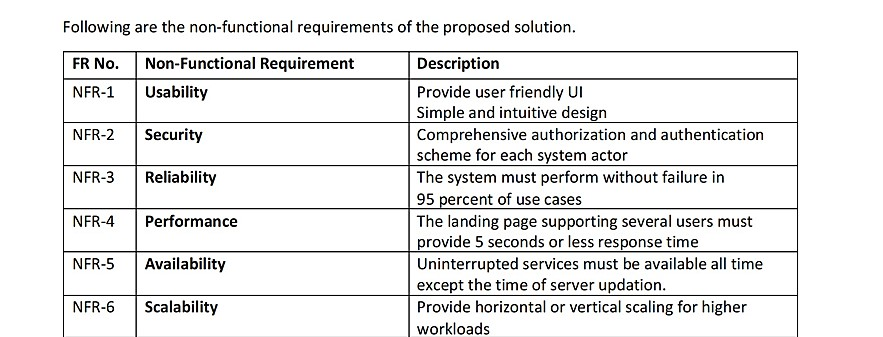 Following are the non-functional requirements of the proposed solution.
FR No. Non-Functional Requirement Description
NFR-1 Usability Provide user friendly UI
Simple and intuitive design
NFR-2 Security Comprehensive authorization and authentication
scheme for each system actor
NFR-3 Reliability The system must perform without failure in
95 percent of use cases
NFR-4 Performance The landing page supporting several users must
provide 5 seconds or less response time
NFR-5 Availability Uninterrupted services must be available all time
except the time of server updation.
NFR-6 Scalability Provide horizontal or vertical scaling for higher
workloads